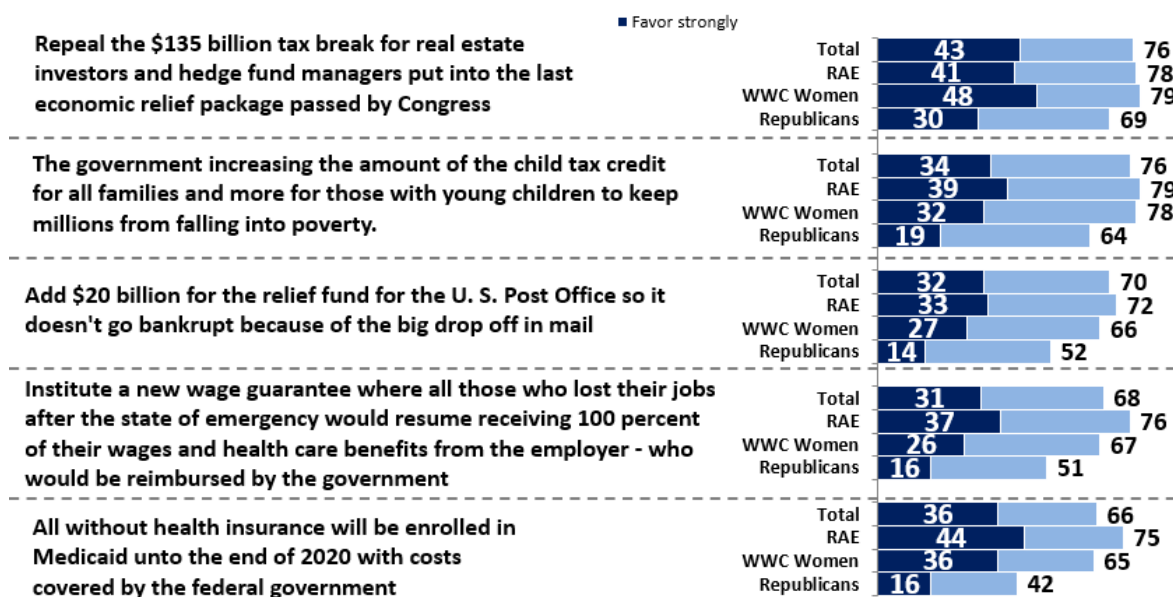 ■ Favor strongly
Repeal the $135 billion tax break for real estate
investors and hedge fund managers put into the last
economic relief package passed by Congress
Total 43 76
RAE 41 78
WWC Women 48 79
Republicans 30 69
The government increasing the amount of the child tax credit
for all families and more for those with young children to keep
millions from falling into poverty.
Total 34 76
RAE 39 79
WWC Women 32 78
Republicans 19 64
Add $20 billion for the relief fund for the U. S. Post Office so it
doesn't go bankrupt because of the big drop off in mail
Total 32 70
RAE 33 72
WWC Women 27 66
Republicans 14 52
Institute a new wage guarantee where all those who lost their jobs
after the state of emergency would resume receiving 100 percent
of their wages and health care benefits from the employer - who
would be reimbursed by the government
Total 31 68
RAE 37 76
WWC Women 26 67
Republicans 16 51
All without health insurance will be enrolled in
Medicaid unto the end of 2020 with costs
covered by the federal government
Total 36 66
RAE 44 75
WWC Women 36 65
Republicans 16 42